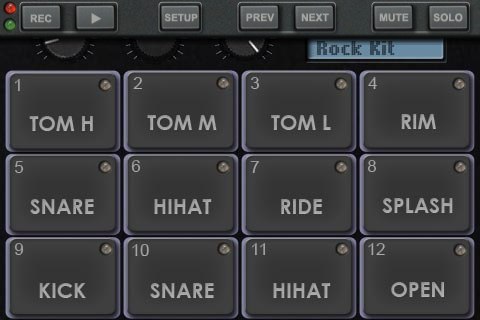 REC SETUP PREV NEXT MUTE SOLO
Rock Kit
1 2 3 4
TOM H TOM M TOM L RIM
5 6 7 8
SNARE HIHAT RIDE SPLASH
9 10 11 12
KICK SNARE HIHAT OPEN